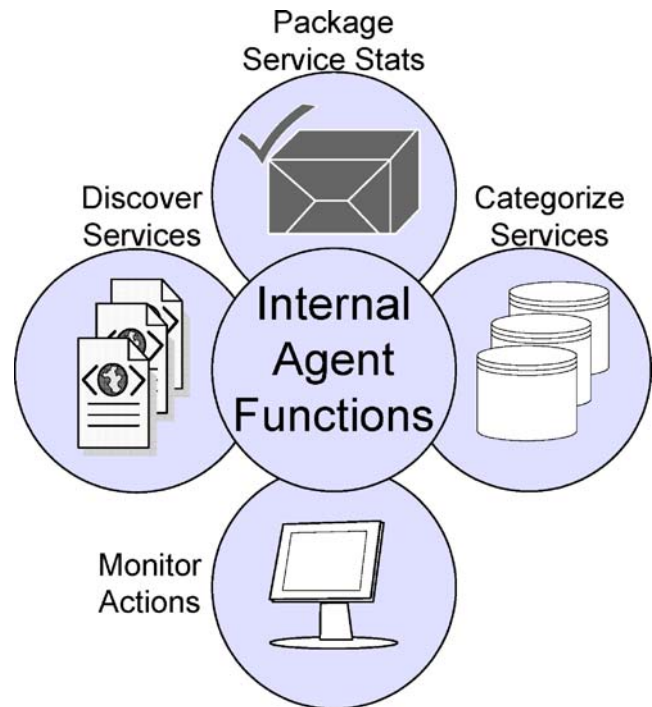 Package
Service Stats
Discover
Services
Categorize
Services
Internal
Agent
Functions
Monitor
Actions